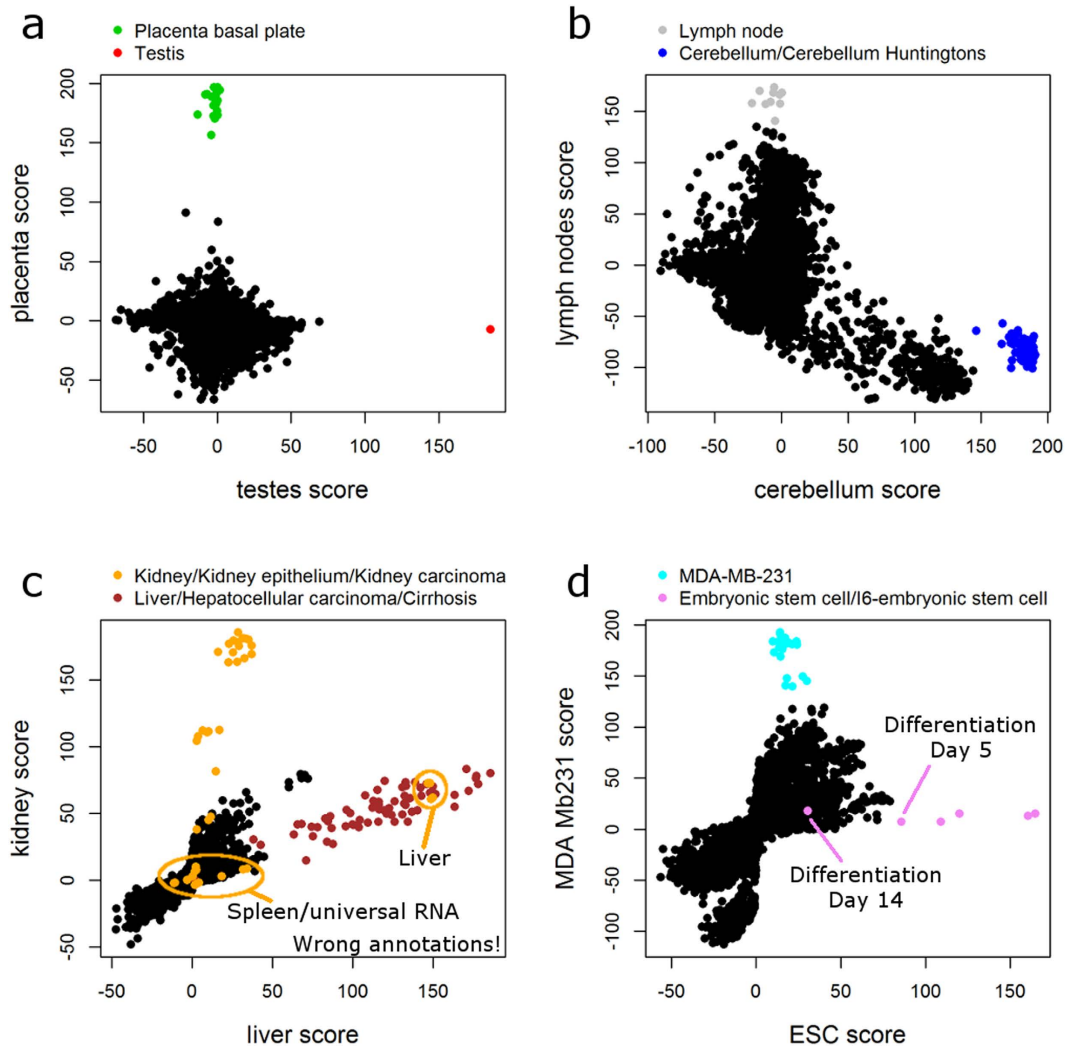 a
Placenta basal plate
Testis
placenta score
-50
0
50
100
150
200
-50
0
50
100
150
testes score
b
Lymph node
Cerebellum/Cerebellum Huntingtons
lymph nodes score
-100
-50
0
50
100
150
-100
-50
0
50
100
150
200
cerebellum score
c
Kidney/Kidney epithelium/Kidney carcinoma
Liver/Hepatocellular carcinoma/Cirrhosis
kidney score
-50
0
50
100
150
Liver
Spleen/universal RNA
Wrong annotations!
-50
0
50
100
150
liver score
d
MDA-MB-231
Embryonic stem cell/I6-embryonic stem cell
MDA Mb231 score
-100
-50
0
50
100
150
200
Differentiation
Day 5
Differentiation
Day 14
-50
0
50
100
150
ESC score